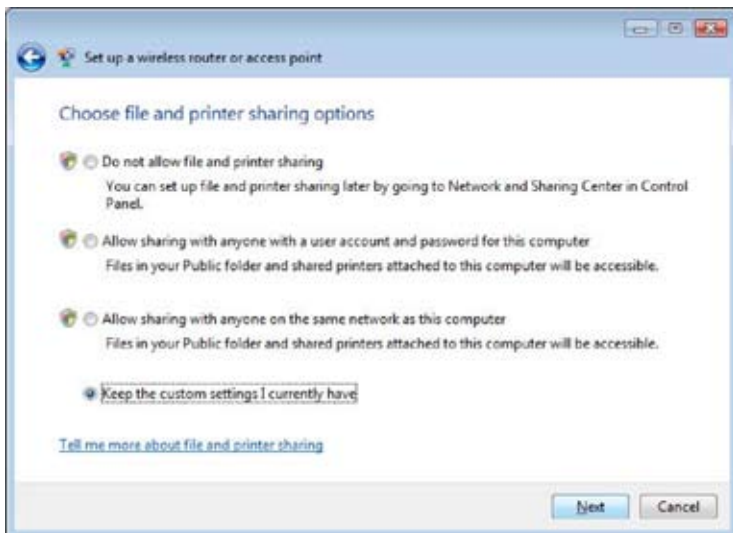 Set up a wireless router or access point
Choose file and printer sharing options
Do not allow file and printer sharing
You can set up file and printer sharing later by going to Network and Sharing Center in Control
Panel.
Allow sharing with anyone with a user account and password for this computer
Files in your Public folder and shared printers attached to this computer will be accessible.
Allow sharing with anyone on the same network as this computer
Files in your Public folder and shared printers attached to this computer will be accessible.
Keep the custom settings I currently have
Tell me more about file and printer sharing
Next Cancel